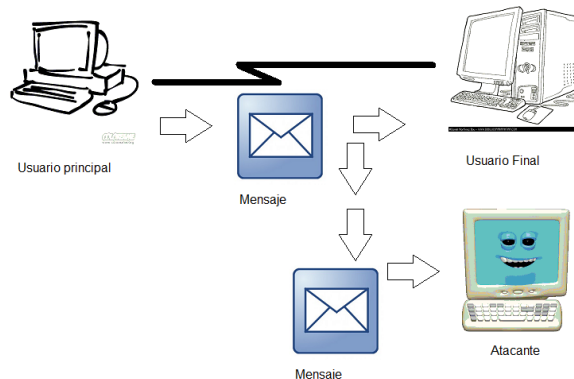 Usuario principal
Usuario Final
Mensaje
Mensaje
Atacante